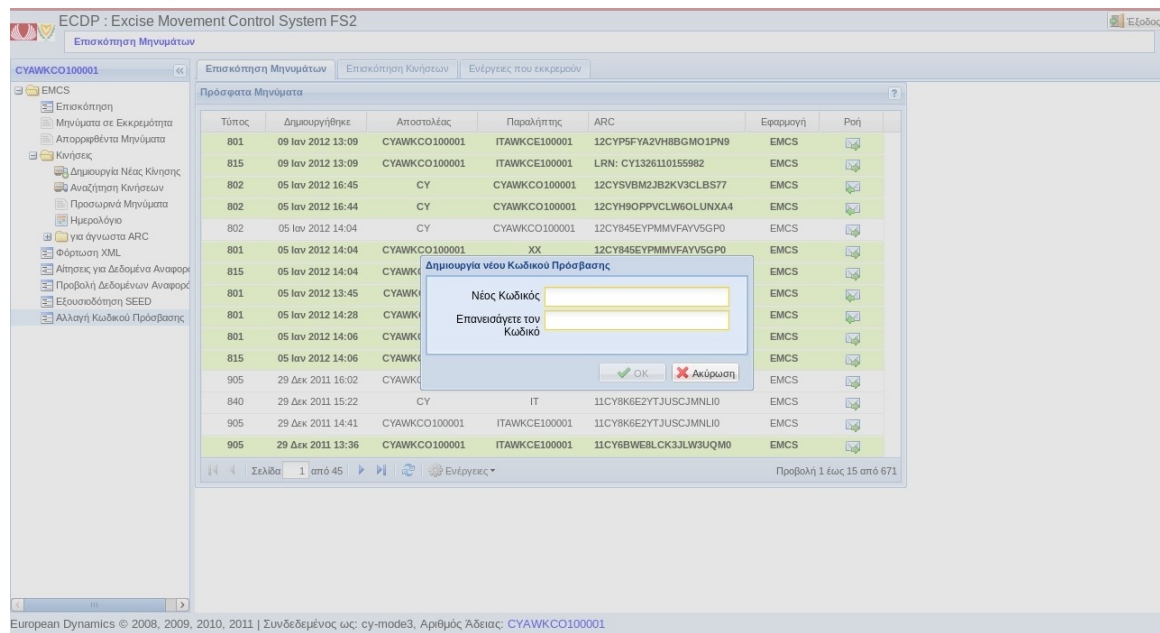 ECDP : Excise Movement Control System FS2
Έξοδος
Επισκόπηση Μηνυμάτων
CYAWKCO100001
EMCS
Επισκόπηση
Μηνύματα σε Εκκρεμότητα
Απορριφθέντα Μηνύματα
Κινήσεις
Δημιουργία Νέας Κίνησης
Αναζήτηση Κινήσεων
Προσωρινά Μηνύματα
Ημερολόγιο
για άγνωστα ARC
Φόρτωση XML
Αίτησεις για Δεδομένα Αναφορ
Προβολή Δεδομένων Αναφορ
Εξουσιοδότηση SEED
Αλλαγή Κωδικού Πρόσβασης
Επισκόπηση Μηνυμάτων Επισκόπηση Κινήσεων Ενέργειες που εκκρεμούν
Πρόσφατα Μηνύματα
Τύπος Δημιουργήθηκε Αποστολέας Παραλήπτης ARC Εφαρμογή Ροή
801 09 Ιαν 2012 13:09 CYAWKCO100001 ITAWKCE100001 12CYP5FYA2VH8BGMO1PN9 EMCS
815 09 Ιαν 2012 13:09 CYAWKCO100001 ITAWKCE100001 LRN: CY1326110155982 EMCS
802 05 Ιαν 2012 16:45 CY CYAWKCO100001 12CYSVBM2JB2KV3CLBS77 EMCS
802 05 Ιαν 2012 16:44 CY CYAWKCO100001 12CYH9OPPVCLW6OLUNXA4 EMCS
802 05 Ιαν 2012 14:04 CY CYAWKCO100001 12CY845EYPMMVFAYV5GP0 EMCS
801 05 Ιαν 2012 14:04 CYAWKCO100001 XX 12CY845EYPMMVFAYV5GP0 EMCS
815 05 Ιαν 2012 14:04 CYAWK EMCS
801 05 Ιαν 2012 13:45 CYAWK EMCS
801 05 Ιαν 2012 14:28 CYAWK EMCS
801 05 Ιαν 2012 14:06 CYAWK EMCS
815 05 Ιαν 2012 14:06 CYAWK EMCS
905 29 Δεκ 2011 16:02 CYAWK EMCS
840 29 Δεκ 2011 15:22 CY IT 11CY8K6E2YTJUSCJMNLI0 EMCS
905 29 Δεκ 2011 14:41 CYAWKCO100001 ITAWKCE100001 11CY8K6E2YTJUSCJMNLI0 EMCS
905 29 Δεκ 2011 13:36 CYAWKCO100001 ITAWKCE100001 11CY6BWE8LCK3JLW3UQM0 EMCS
Δημιουργία νέου Κωδικού Πρόσβασης
Νέος Κωδικός
Επανεισάγετε τον
Κωδικό
OK Ακύρωση
Σελίδα 1 από 45 Ενέργειες Προβολή 1 έως 15 από 671
European Dynamics © 2008, 2009, 2010, 2011 | Συνδεδεμένος ως: cy-mode3, Αριθμός Άδειας: CYAWKCO100001